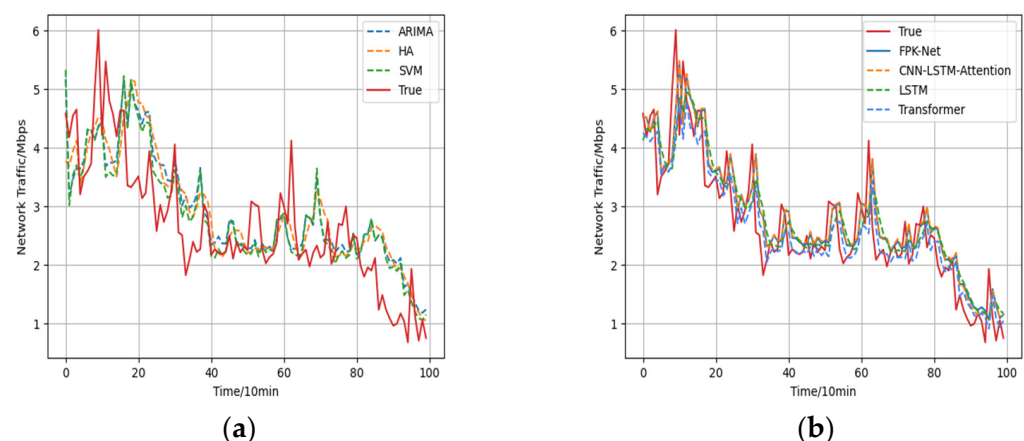 Network Traffic/Mbps
6
5
4
3
2
1
0 20 40 60 80 100
Time/10min
ARIMA
HA
SVM
True
(a)
Network Traffic/Mbps
6
5
4
3
2
1
0 20 40 60 80 100
Time/10min
True
FPK-Net
CNN-LSTM-Attention
LSTM
Transformer
(b)